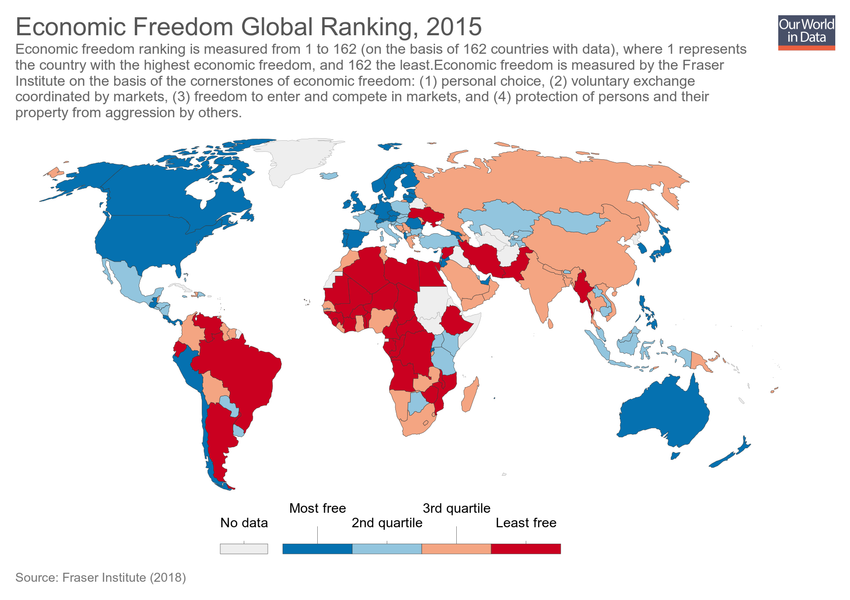 Economic Freedom Global Ranking, 2015
Our World
in Data
Economic freedom ranking is measured from 1 to 162 (on the basis of 162 countries with data), where 1 represents
the country with the highest economic freedom, and 162 the least.Economic freedom is measured by the Fraser
Institute on the basis of the cornerstones of economic freedom: (1) personal choice, (2) voluntary exchange
coordinated by markets, (3) freedom to enter and compete in markets, and (4) protection of persons and their
property from aggression by others.
No data
Most free
2nd quartile
3rd quartile
Least free
Source: Fraser Institute (2018)